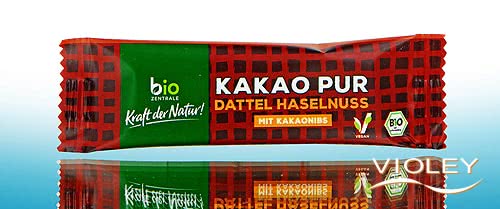 bio
ZENTRALE
Kraft der Natur!
KAKAO PUR
DATTEL HASELNUSS
MIT KAKAONIBS
VEGAN
BIO
VIOLEY